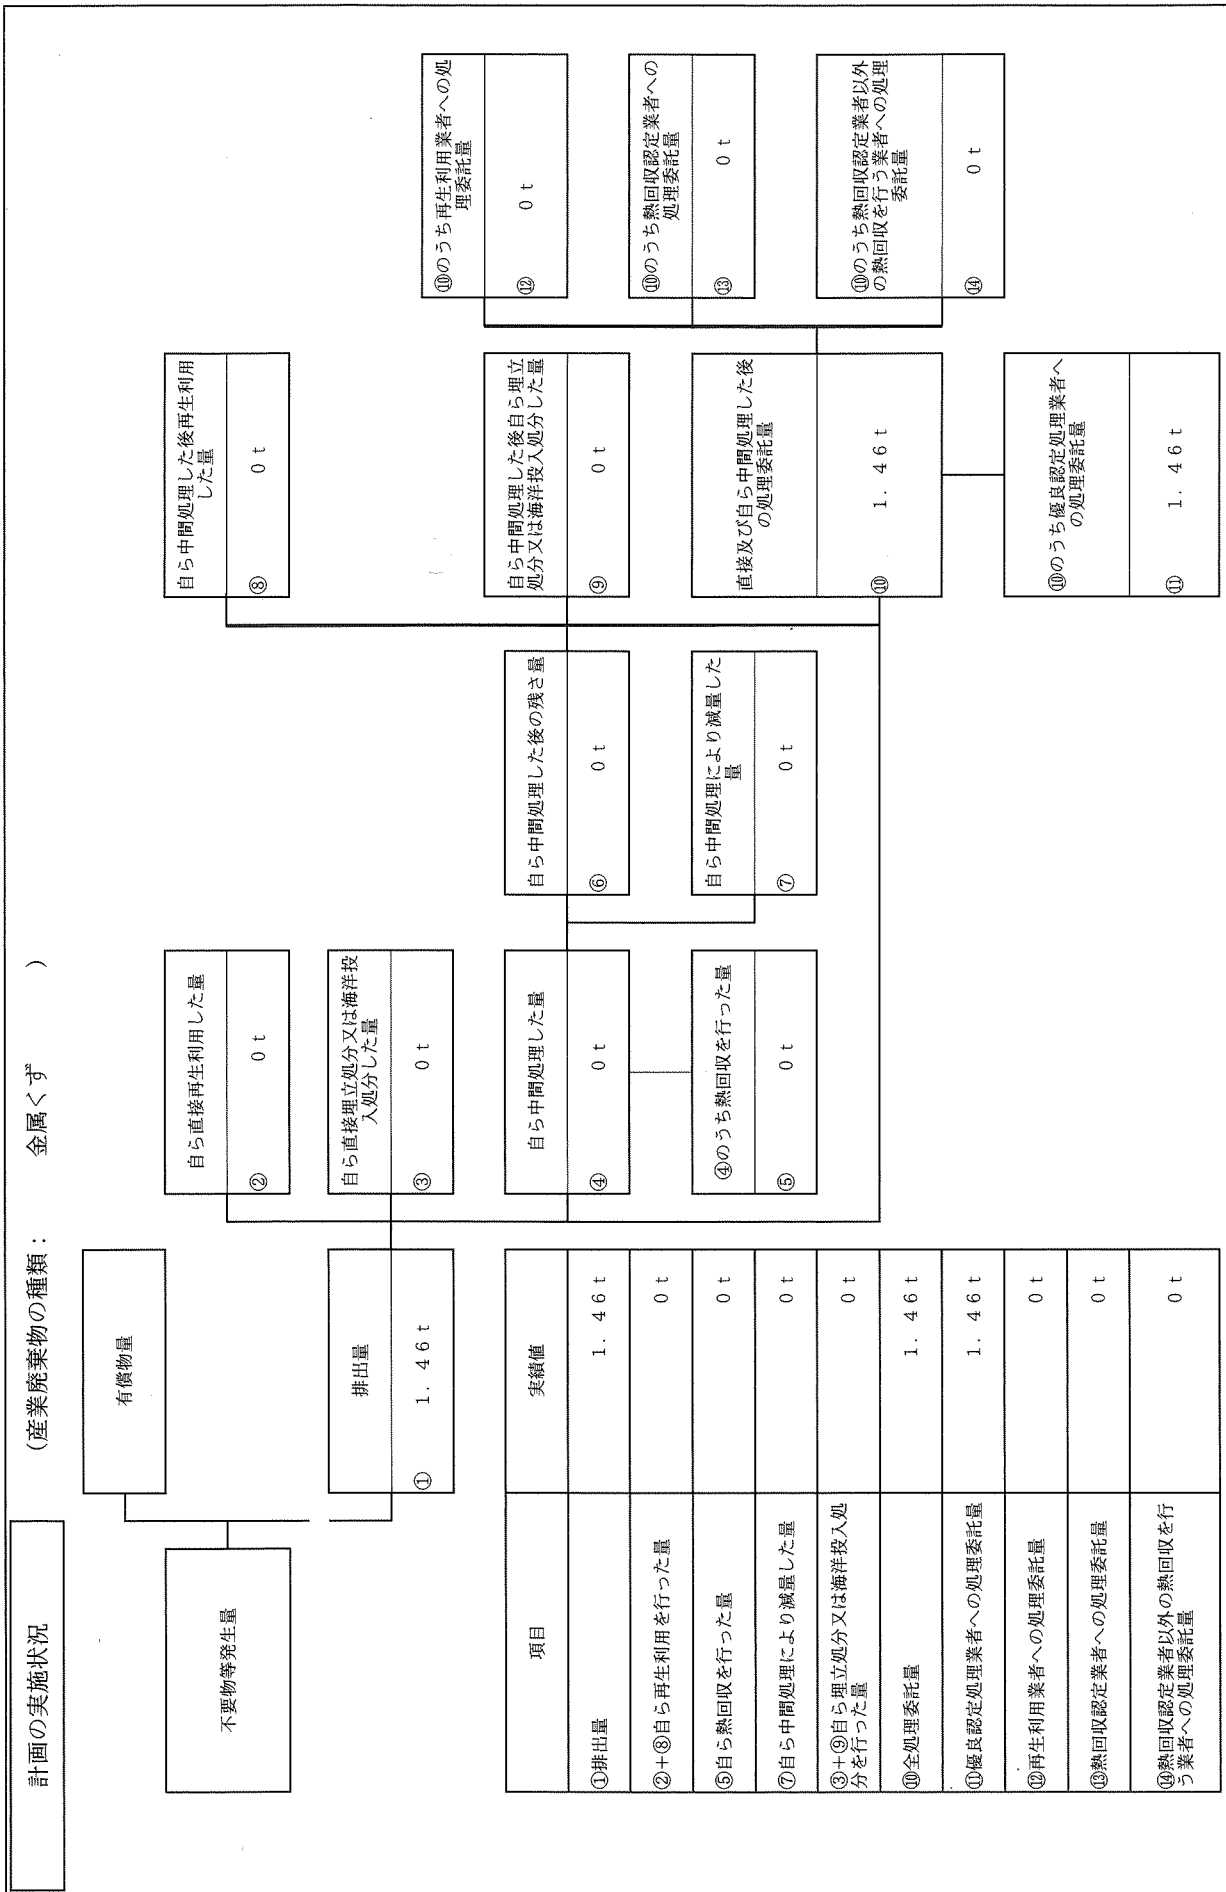 計画の実施状況
（産業廃棄物の種類： 金属くず ）
不要物等発生量
有償物量
排出量
① 1．46t
自ら直接再生利用した量
② 0t
自ら直接埋立処分又は海洋投
入処分した量
③ 0t
自ら中間処理した量
④ 0t
④のうち熱回収を行った量
⑤ 0t
自ら中間処理した後の残さ量
⑥ 0t
自ら中間処理により減量した
量
⑦ 0t
自ら中間処理した後再生利用
した量
⑧ 0t
自ら中間処理した後自ら埋立
処分又は海洋投入処分した量
⑨ 0t
直接及び自ら中間処理した後
の処理委託量
⑩ 1．46t
⑩のうち優良認定処理業者へ
の処理委託量
⑪ 1．46t
⑩のうち再生利用業者への処
理委託量
⑫ 0t
⑩のうち熱回収認定業者への
処理委託量
⑬ 0t
⑩のうち熱回収認定業者以外
の熱回収を行う業者への処理
委託量
⑭ 0t
項目 実績値
①排出量 1．46t
②＋⑧自ら再生利用を行った量 0t
⑤自ら熱回収を行った量 0t
⑦自ら中間処理により減量した量 0t
③＋⑨自ら埋立処分又は海洋投入処
分を行った量 0t
⑩全処理委託量 1．46t
⑪優良認定処理業者への処理委託量 1．46t
⑫再生利用業者への処理委託量 0t
⑬熱回収認定業者への処理委託量 0t
⑭熱回収認定業者以外の熱回収を行
う業者への処理委託量 0t